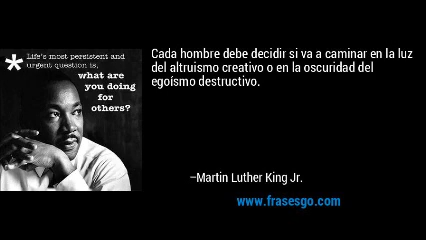 * Life's most persistent and
urgent question is,
what are
you doing
for
others?
Cada hombre debe decidir si va a caminar en la luz
del altruismo creativo o en la oscuridad del
egoísmo destructivo.
–Martin Luther King Jr.
www.frasesgo.com